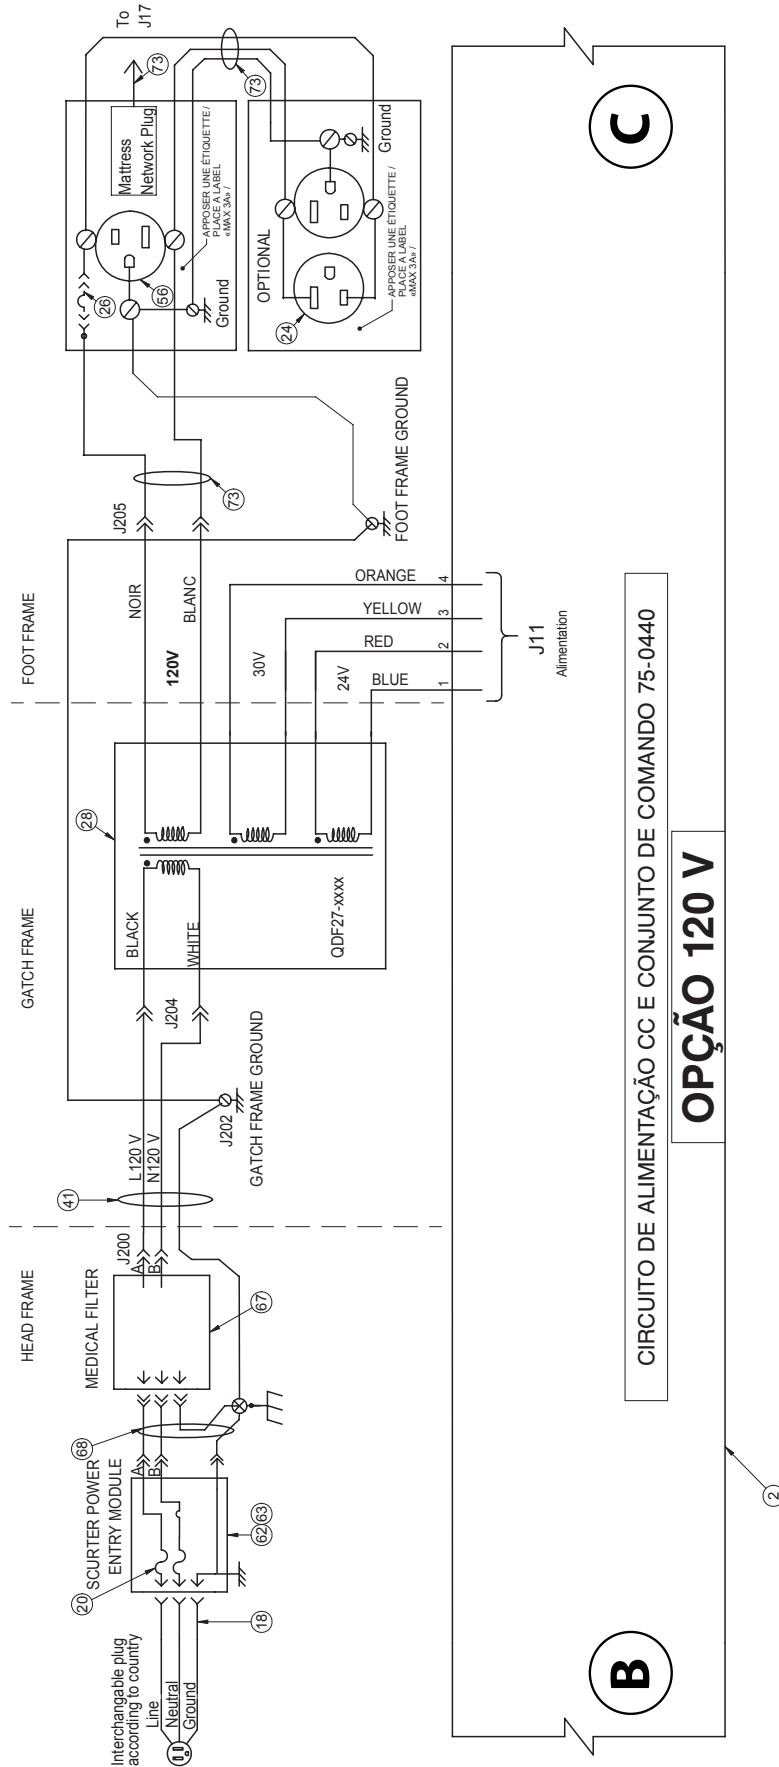 HEAD FRAME
GATCH FRAME
FOOT FRAME
Interchangable plug
according to country
Line
Neutral
Ground
18
20
SCURTER POWER
ENTRY MODULE
62
63
A
B
68
MEDICAL FILTER
67
J200
A
B
41
L120 V
N120 V
J202
GATCH FRAME GROUND
J204
BLACK
WHITE
28
QDF27-xxxx
NOIR
120V
BLANC
30V
24V
J205
73
ORANGE
YELLOW
RED
BLUE
4
3
2
1
J11
Alimentation
FOOT FRAME GROUND
26
56
Ground
Mattress
Network Plug
APPOSER UNE ÉTIQUETTE /
PLACE A LABEL
«MAX 3A» /
73
To
J17
73
OPTIONAL
24
APPOSER UNE ÉTIQUETTE /
PLACE A LABEL
«MAX 3A» /
Ground
B
C
CIRCUITO DE ALIMENTAÇÃO CC E CONJUNTO DE COMANDO 75-0440
OPÇÃO 120 V
2